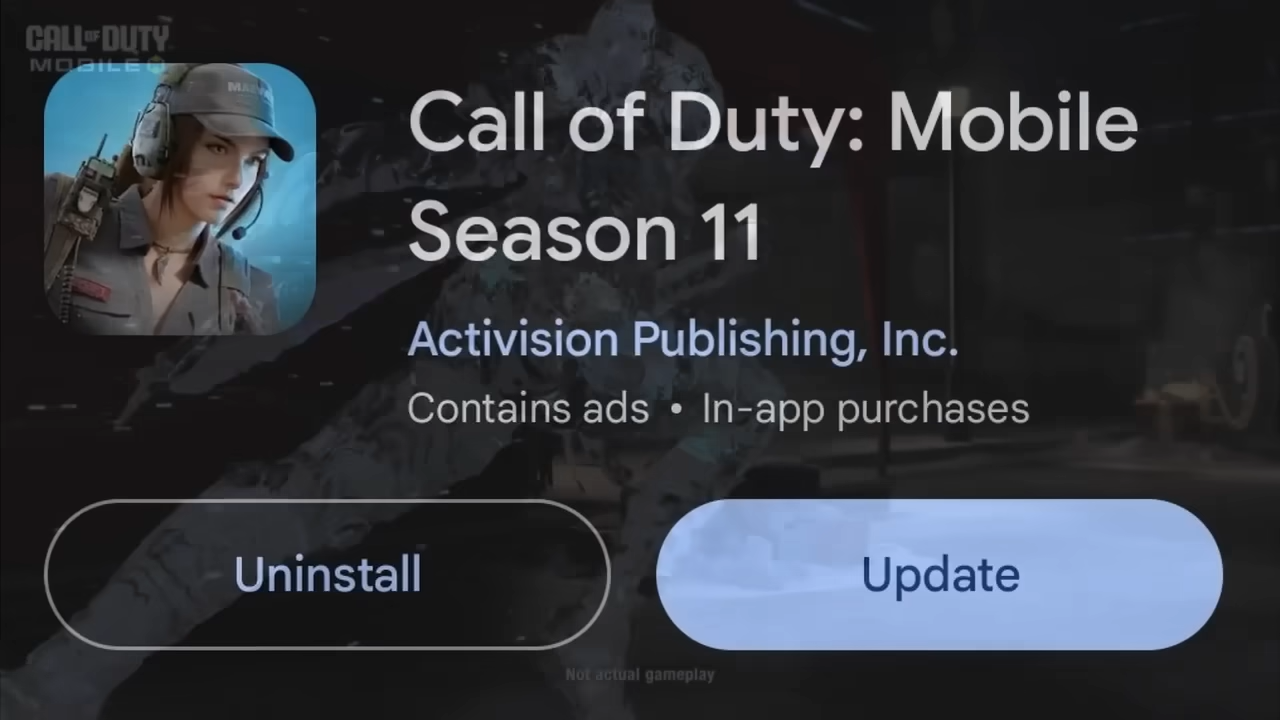 CALL OF DUTY
MOBILE
Call of Duty: Mobile
Season 11
Activision Publishing, Inc.
Contains ads • In-app purchases
Uninstall
Update
Not actual gameplay